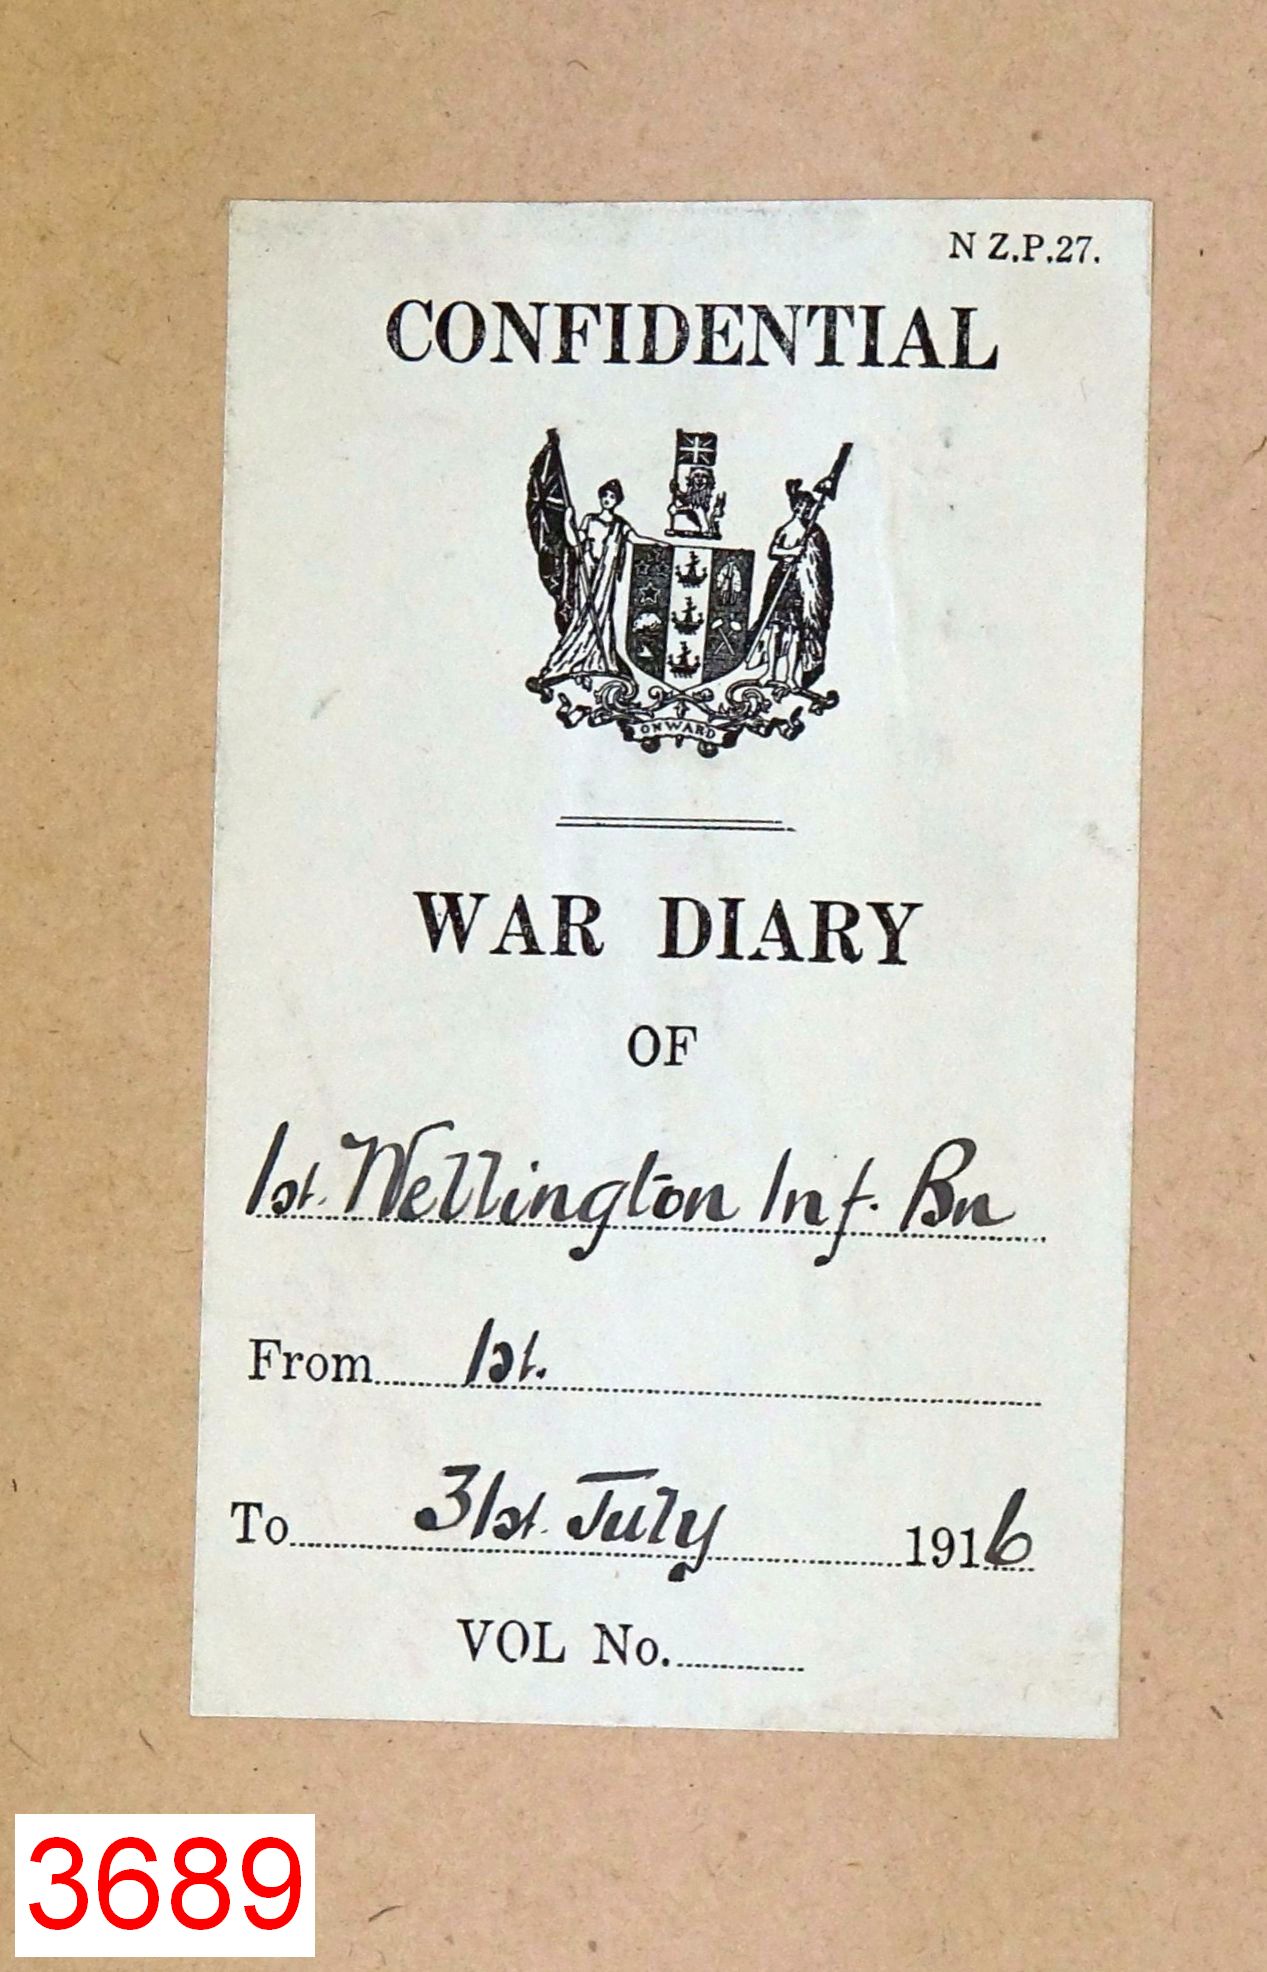 N Z.P.27.
CONFIDENTIAL
ONWARD
WAR DIARY
OF
1st. Wellington Inf. Bn
From 1st.
To 31st. July 1916
VOL No.
3689